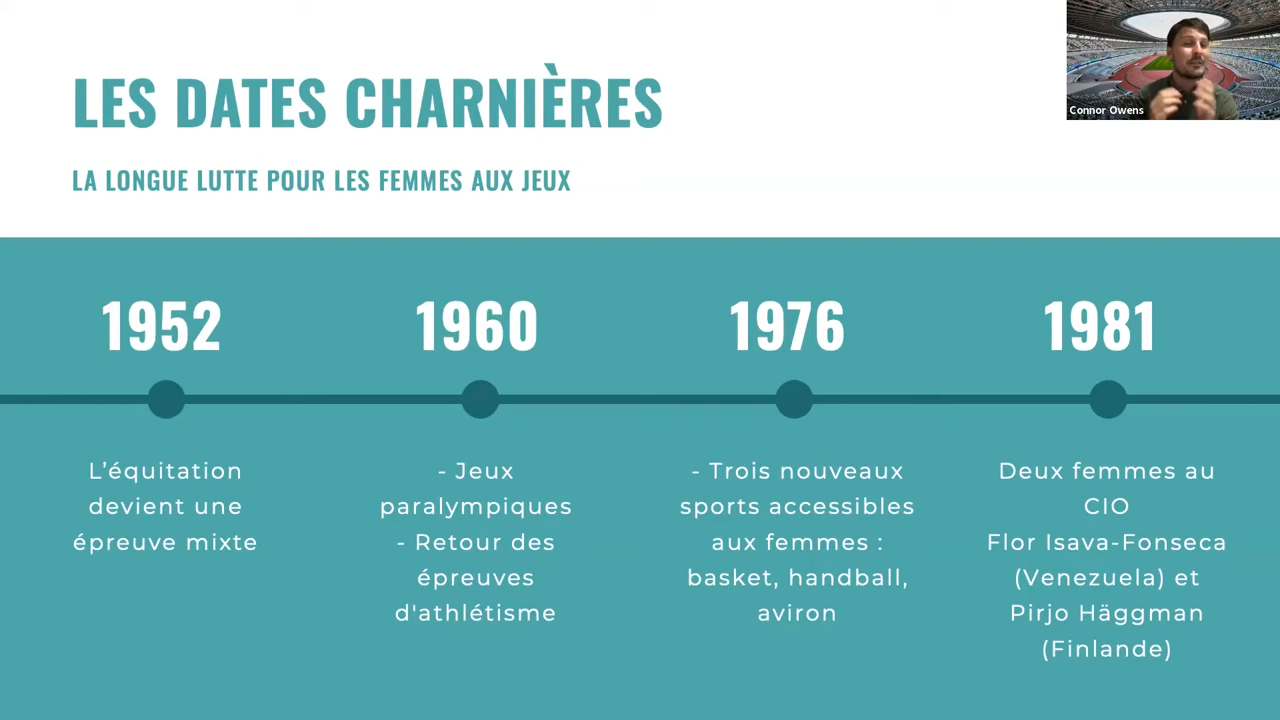 LES DATES CHARNIÈRES
LA LONGUE LUTTE POUR LES FEMMES AUX JEUX
Connor Owens
1952
L’équitation
devient une
épreuve mixte
1960
- Jeux
paralympiques
- Retour des
épreuves
d'athlétisme
1976
- Trois nouveaux
sports accessibles
aux femmes :
basket, handball,
aviron
1981
Deux femmes au
CIO
Flor Isava-Fonseca
(Venezuela) et
Pirjo Häggman
(Finlande)